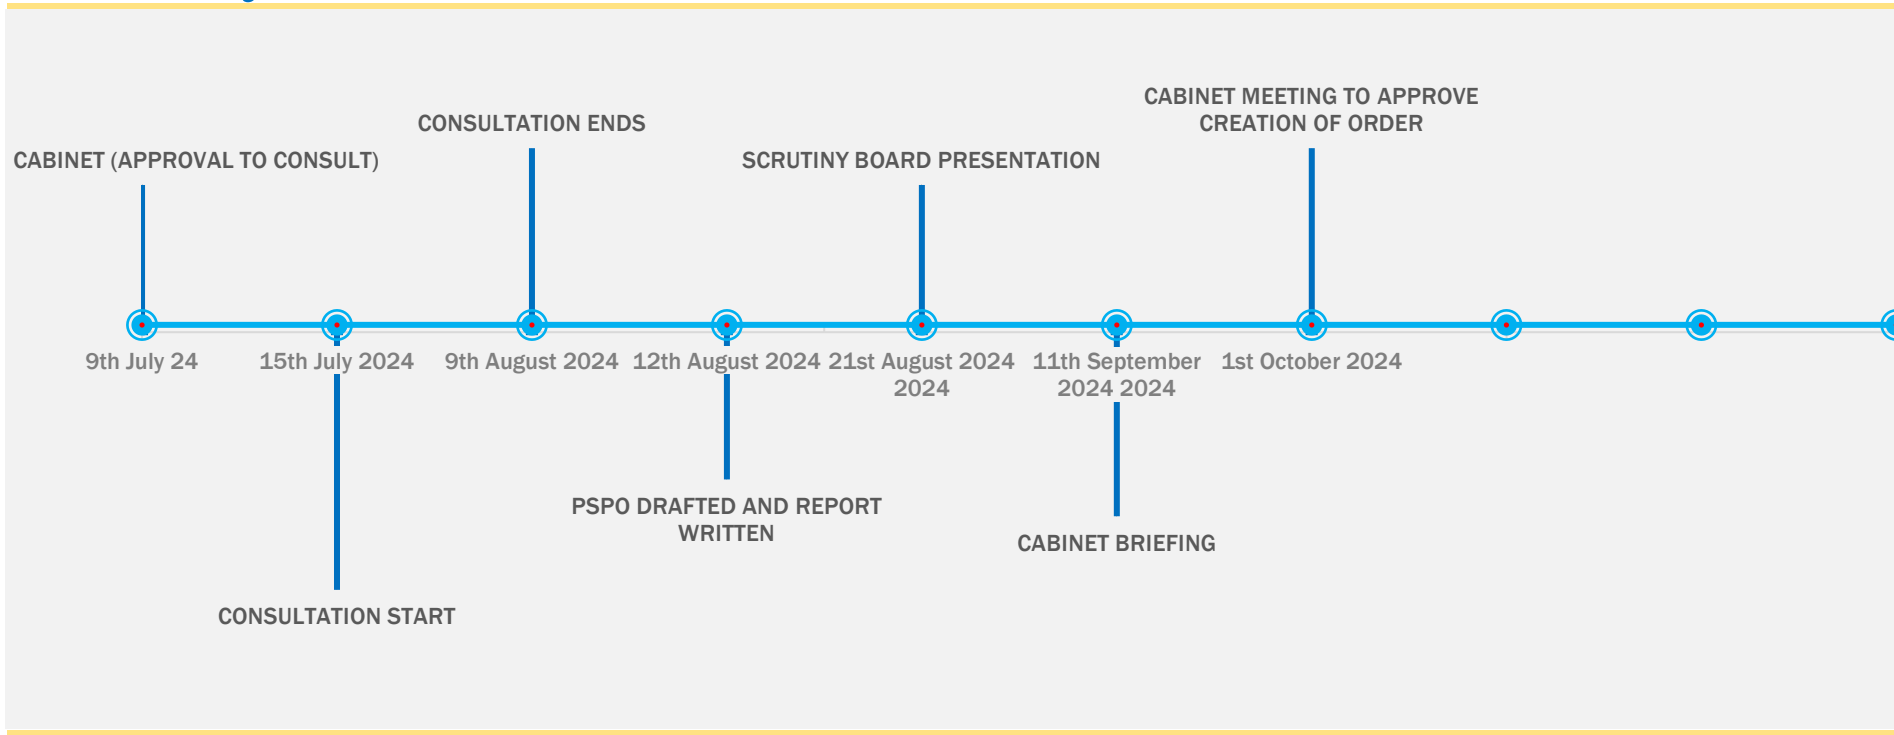 CABINET MEETING TO APPROVE
CREATION OF ORDER
CONSULTATION ENDS
CABINET (APPROVAL TO CONSULT)
SCRUTINY BOARD PRESENTATION
9th July 24
15th July 2024
9th August 2024
12th August 2024
21st August 2024
2024
11th September
2024 2024
1st October 2024
PSPO DRAFTED AND REPORT
WRITTEN
CABINET BRIEFING
CONSULTATION START